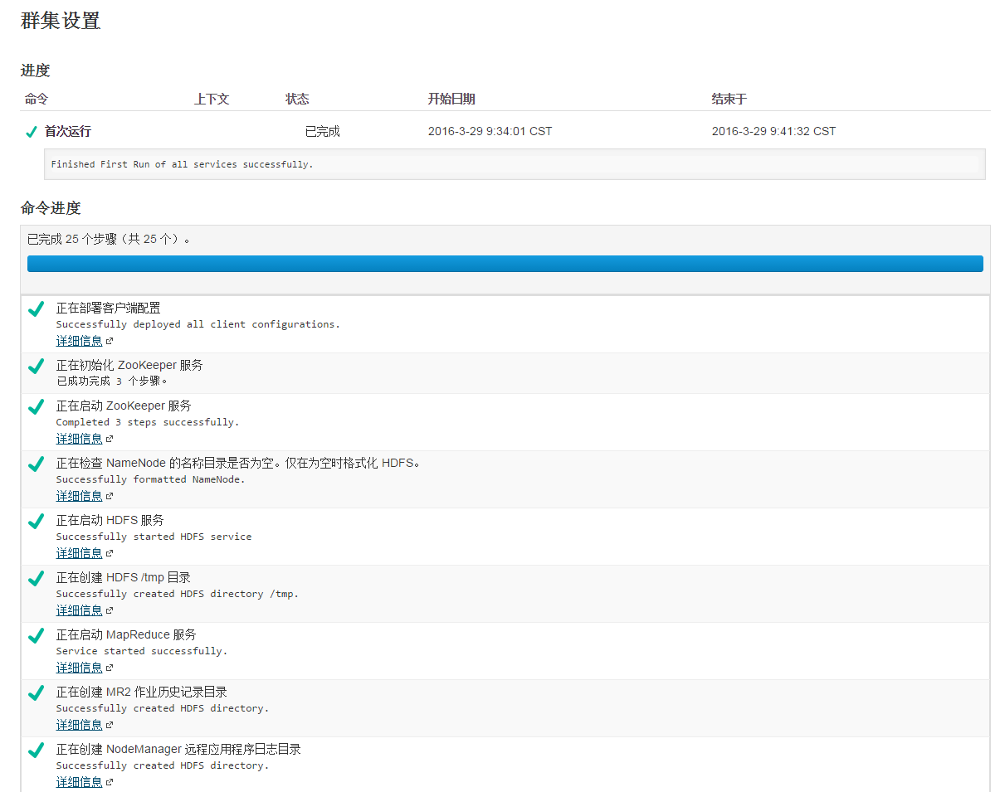 群集设置
进度
命令 上下文 状态 开始日期 结束于
首次运行 已完成 2016-3-29 9:34:01 CST 2016-3-29 9:41:32 CST
Finished First Run of all services successfully.
命令进度
已完成 25 个步骤（共 25 个）。
正在部署客户端配置
Successfully deployed all client configurations.
详细信息
正在初始化 ZooKeeper 服务
已成功完成 3 个步骤。
正在启动 ZooKeeper 服务
Completed 3 steps successfully.
详细信息
正在检查 NameNode 的名称目录是否为空。仅在为空时格式化 HDFS。
Successfully formatted NameNode.
详细信息
正在启动 HDFS 服务
Successfully started HDFS service
详细信息
正在创建 HDFS /tmp 目录
Successfully created HDFS directory /tmp.
详细信息
正在启动 MapReduce 服务
Service started successfully.
详细信息
正在创建 MR2 作业历史记录目录
Successfully created HDFS directory.
详细信息
正在创建 NodeManager 远程应用程序日志目录
Successfully created HDFS directory.
详细信息